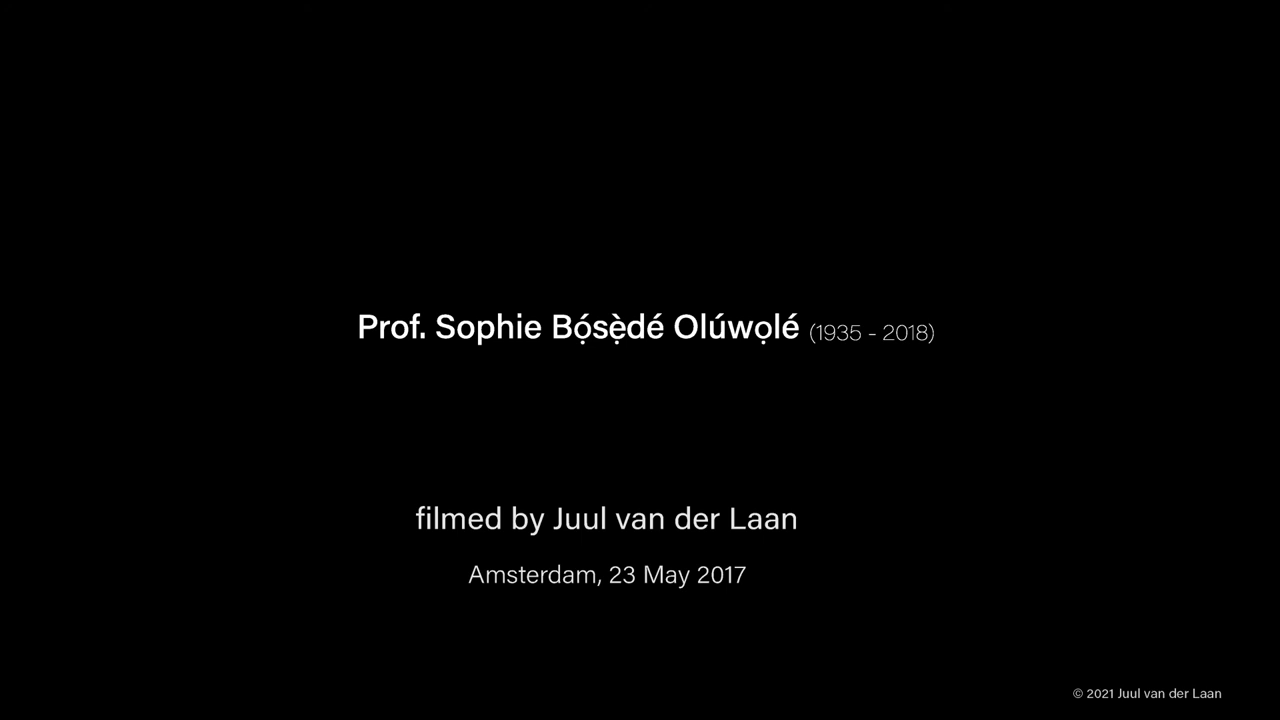 Prof. Sophie Bọ́sẹ̀dé Olúwọlé (1935 - 2018)
filmed by Juul van der Laan
Amsterdam, 23 May 2017
© 2021 Juul van der Laan